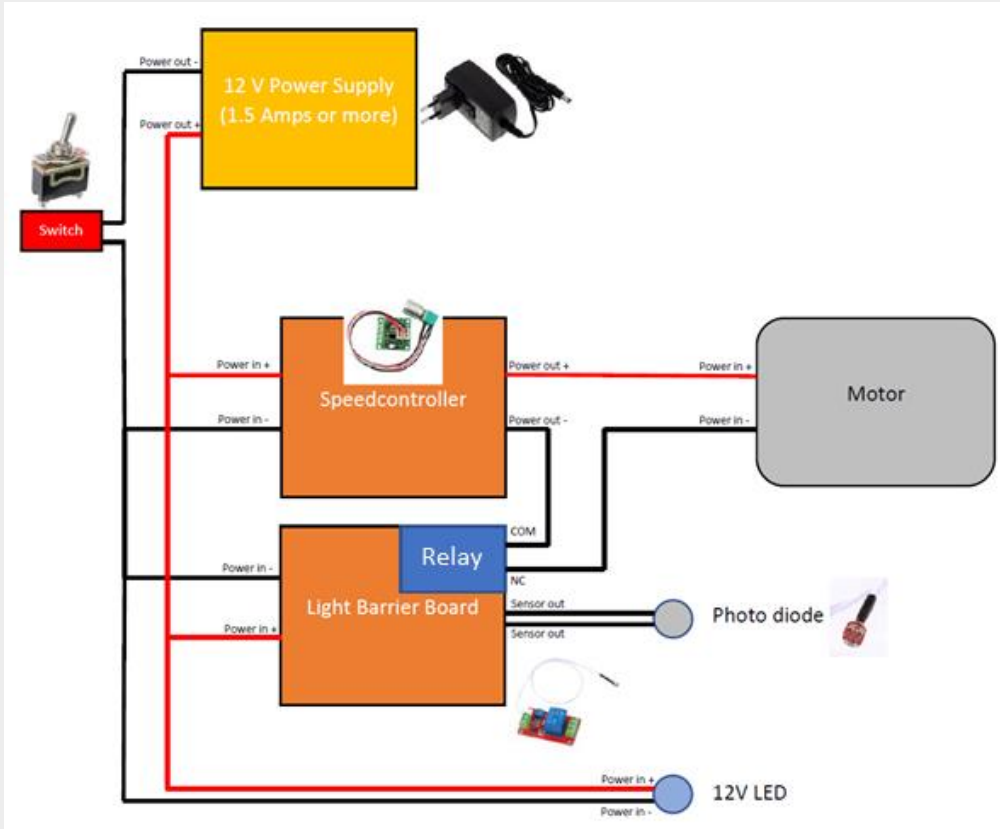 Power out -
12 V Power Supply
(1.5 Amps or more)
Power out +
Switch
Power in +
Speedcontroller
Power out +
Power in +
Motor
Power in -
Power out -
Power in -
COM
Relay
NC
Power in -
Light Barrier Board
Sensor out
Photo diode
Power in +
Sensor out
Power in +
12V LED
Power in -